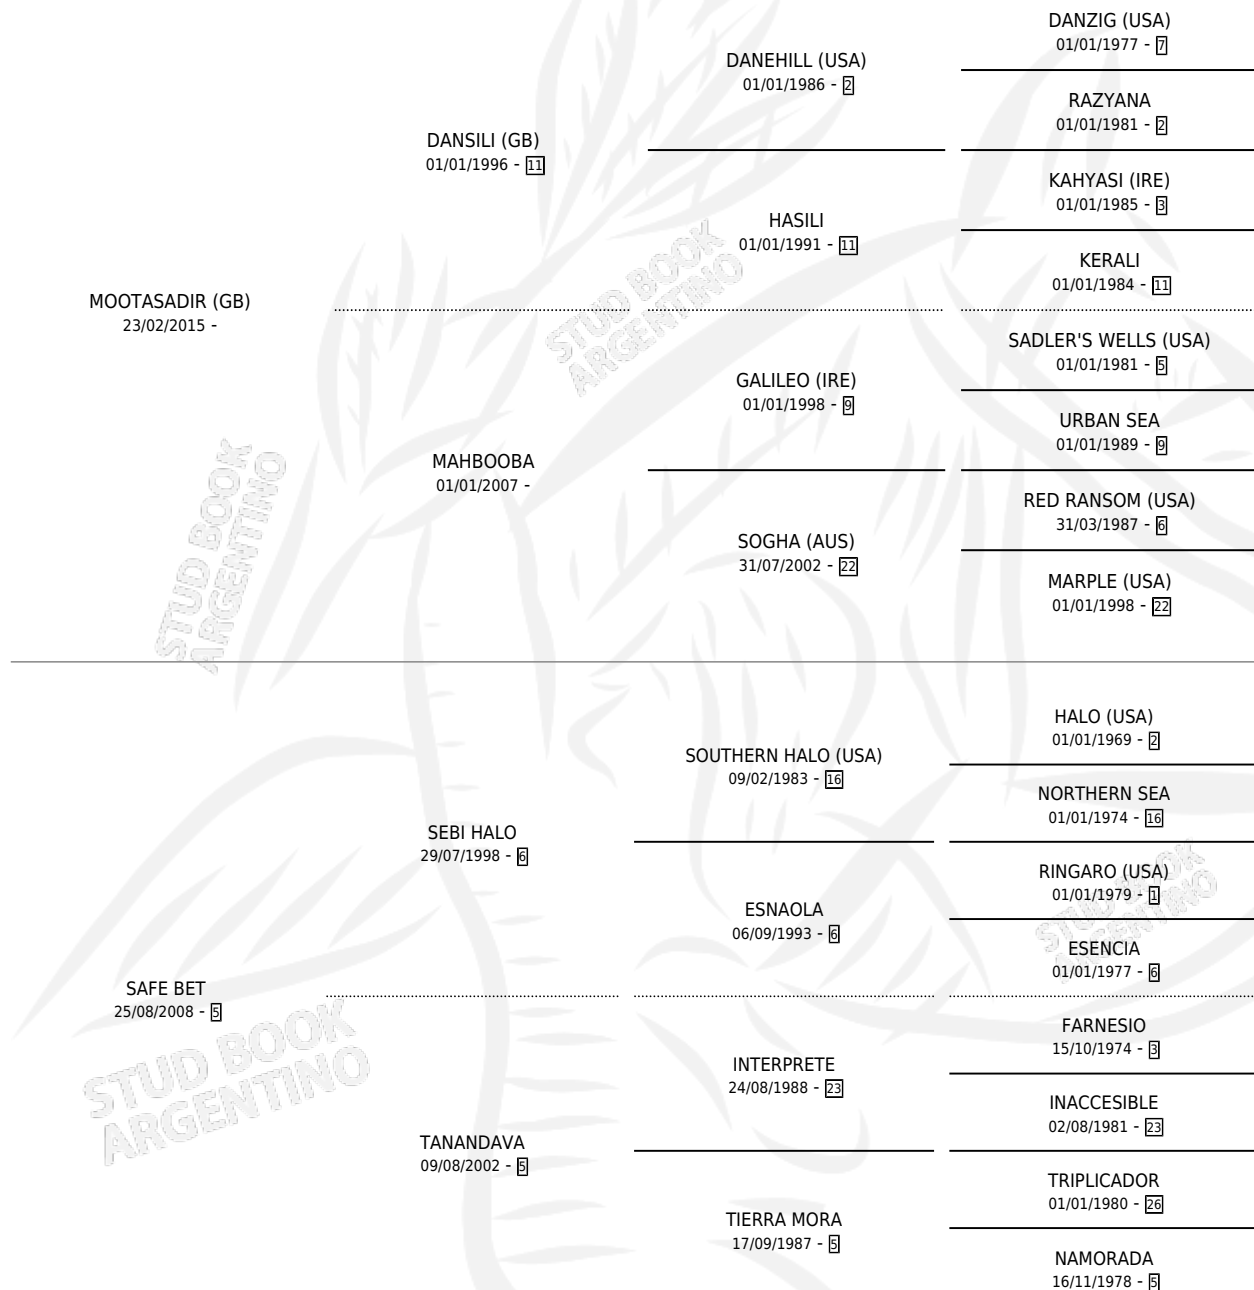 MOOTASADIR (GB)
23/02/2015 -
DANSILI (GB)
01/01/1996 - 11
DANEHILL (USA)
01/01/1986 - 2
DANZIG (USA)
01/01/1977 - 7
RAZYANA
01/01/1981 - 2
HASILI
01/01/1991 - 11
KAHYASI (IRE)
01/01/1985 - 3
KERALI
01/01/1984 - 11
MAHBOOBA
01/01/2007 -
GALILEO (IRE)
01/01/1998 - 9
SADLER'S WELLS (USA)
01/01/1981 - 5
URBAN SEA
01/01/1989 - 9
SOGHA (AUS)
31/07/2002 - 22
RED RANSOM (USA)
31/03/1987 - 6
MARPLE (USA)
01/01/1998 - 22
SAFE BET
25/08/2008 - 5
SEBI HALO
29/07/1998 - 6
SOUTHERN HALO (USA)
09/02/1983 - 16
HALO (USA)
01/01/1969 - 2
NORTHERN SEA
01/01/1974 - 16
ESNAOLA
06/09/1993 - 6
RINGARO (USA)
01/01/1979 - 1
ESENCIA
01/01/1977 - 6
TANANDAVA
09/08/2002 - 5
INTERPRETE
24/08/1988 - 23
FARNESIO
15/10/1974 - 3
INACCESIBLE
02/08/1981 - 23
TIERRA MORA
17/09/1987 - 5
TRIPLICADOR
01/01/1980 - 26
NAMORADA
16/11/1978 - 5
STUD BOOK
ARGENTINO
STUD BOOK
ARGENTINO
STUD BOOK
ARGENTINO
STUD BOOK
ARGENTINO